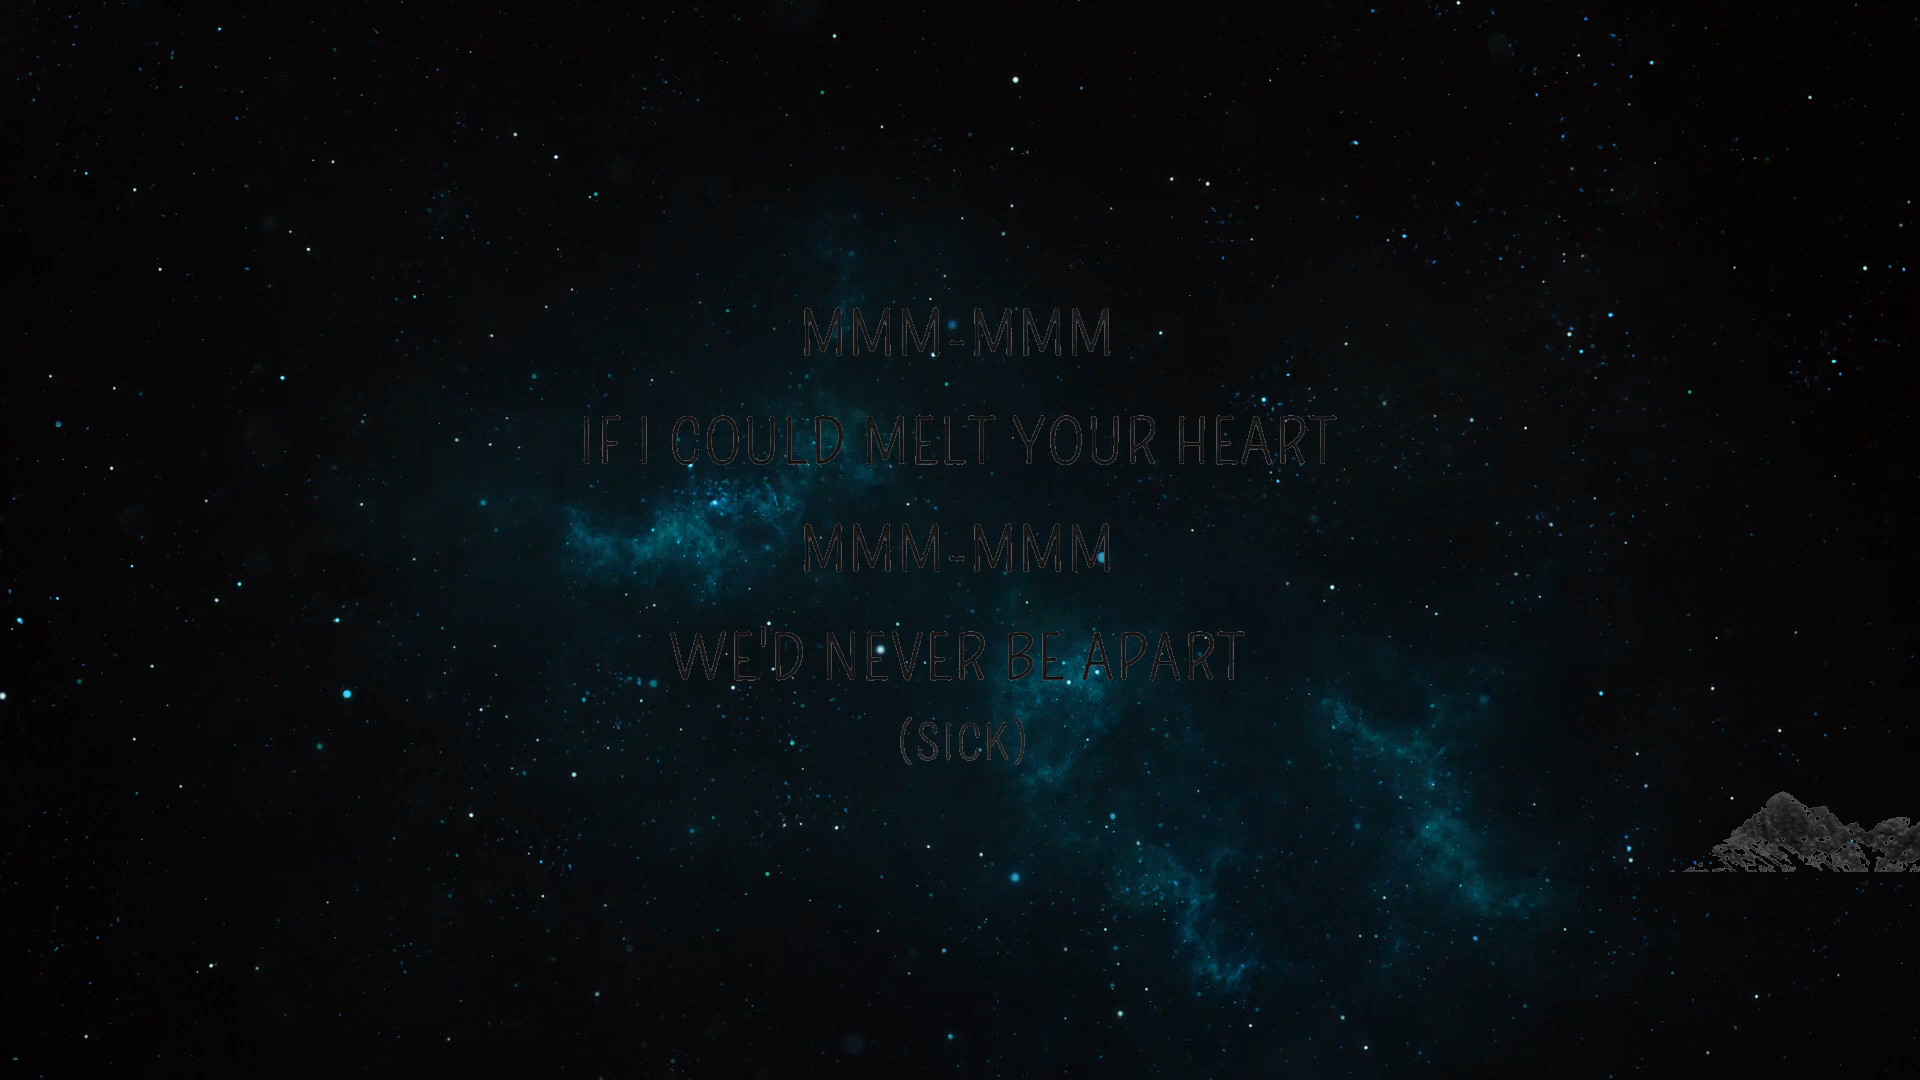 MMM-MMM
IF I COULD MELT YOUR HEART
MMM-MMM
WE'D NEVER BE APART
(SICK)